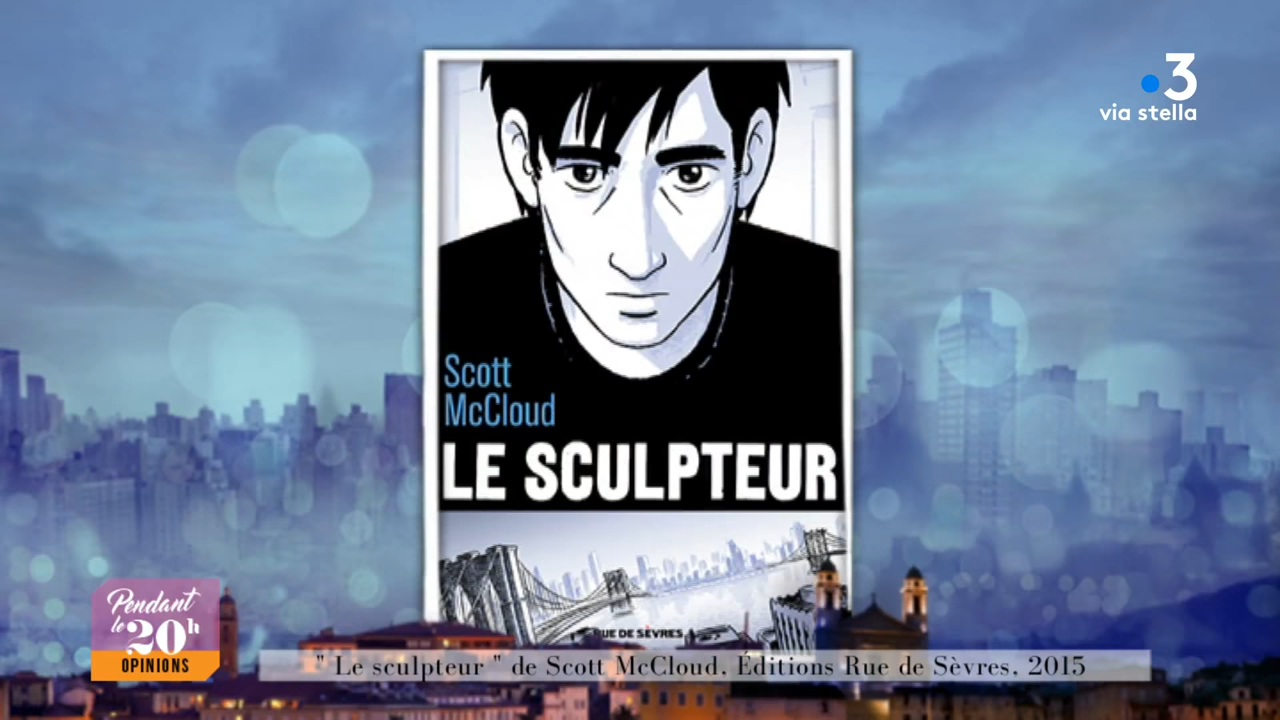 3
via stella
Scott
McCloud
LE SCULPTEUR
RUE DE SÈVRES
Pendant
le 20h
OPINIONS
" Le sculpteur " de Scott McCloud, Éditions Rue de Sèvres, 2015